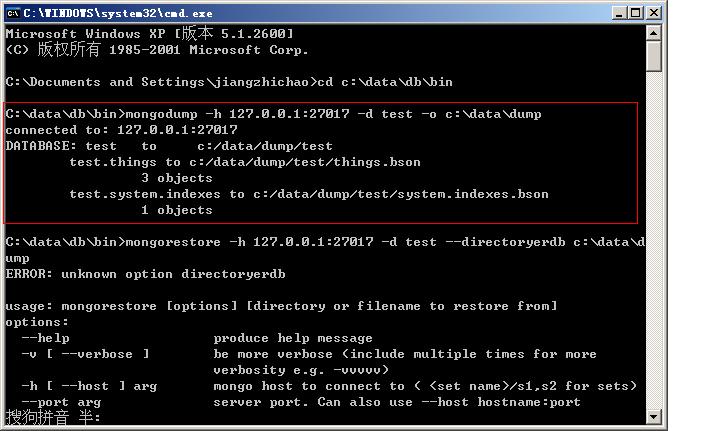 C:\WINDOWS\system32\cmd.exe
Microsoft Windows XP [版本 5.1.2600]
(C) 版权所有 1985-2001 Microsoft Corp.
C:\Documents and Settings\jiangzhichao>cd c:\data\db\bin
C:\data\db\bin>mongodump -h 127.0.0.1:27017 -d test -o c:\data\dump
connected to: 127.0.0.1:27017
DATABASE: test   to     c:/data/dump/test
test.things to c:/data/dump/test/things.bson
3 objects
test.system.indexes to c:/data/dump/test/system.indexes.bson
1 objects
C:\data\db\bin>mongorestore -h 127.0.0.1:27017 -d test --directoryerdb c:\data\d
ump
ERROR: unknown option directoryerdb
usage: mongorestore [options] [directory or filename to restore from]
options:
--help                  produce help message
-v [ --verbose ]        be more verbose (include multiple times for more
verbosity e.g. -vvvvv)
-h [ --host ] arg       mongo host to connect to ( <set name>/s1,s2 for sets)
--port arg              server port. Can also use --host hostname:port
搜狗拼音 半: